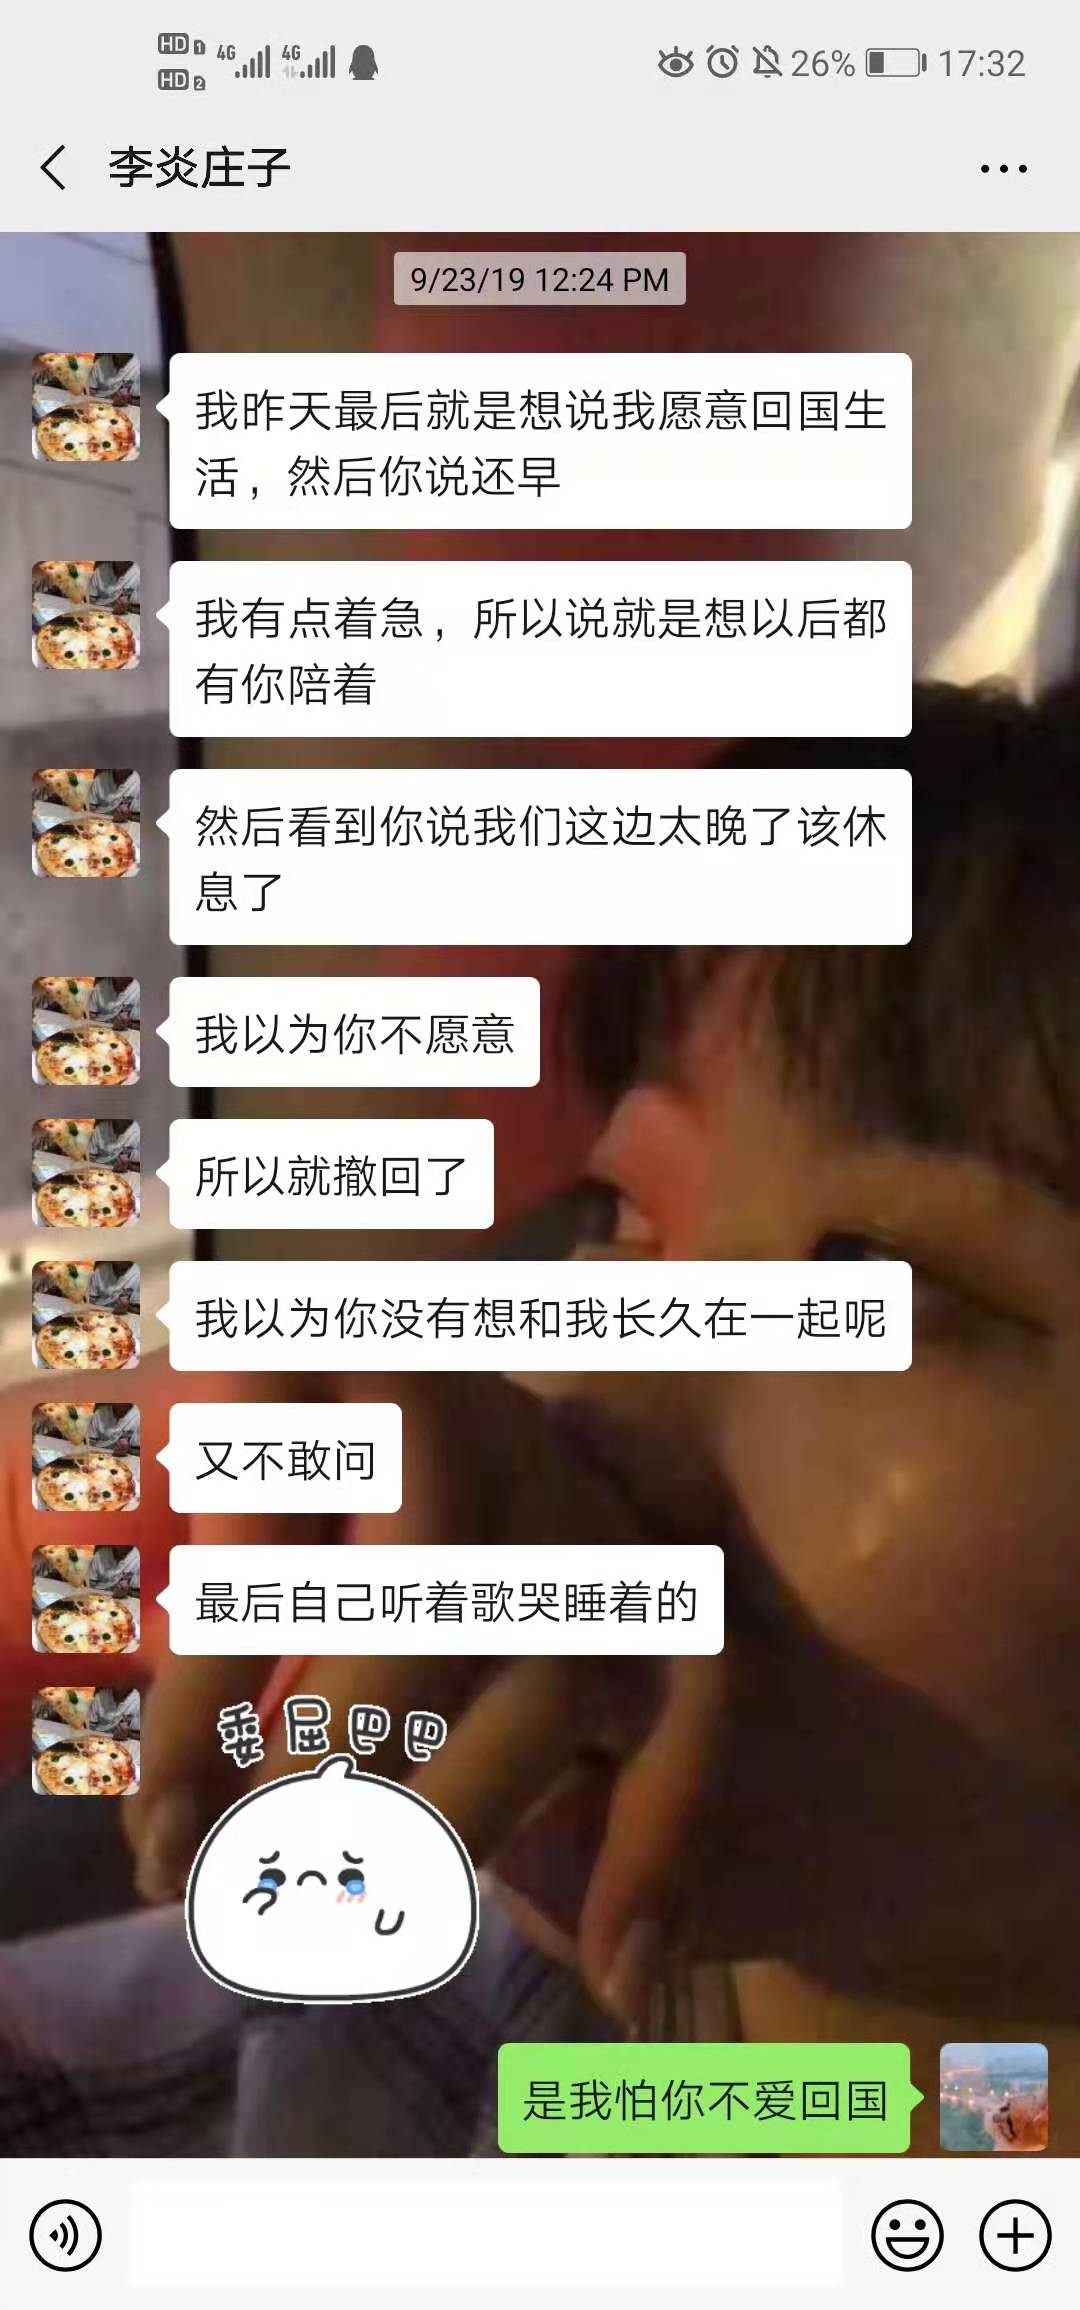 HD 1 4G 4G 26% 17:32
HD 2
李炎庄子
9/23/19 12:24 PM
我昨天最后就是想说我愿意回国生
活，然后你说还早
我有点着急，所以说就是想以后都
有你陪着
然后看到你说我们这边太晚了该休
息了
我以为你不愿意
所以就撤回了
我以为你没有想和我长久在一起呢
又不敢问
最后自己听着歌哭睡着的
委屈巴巴
是我怕你不爱回国